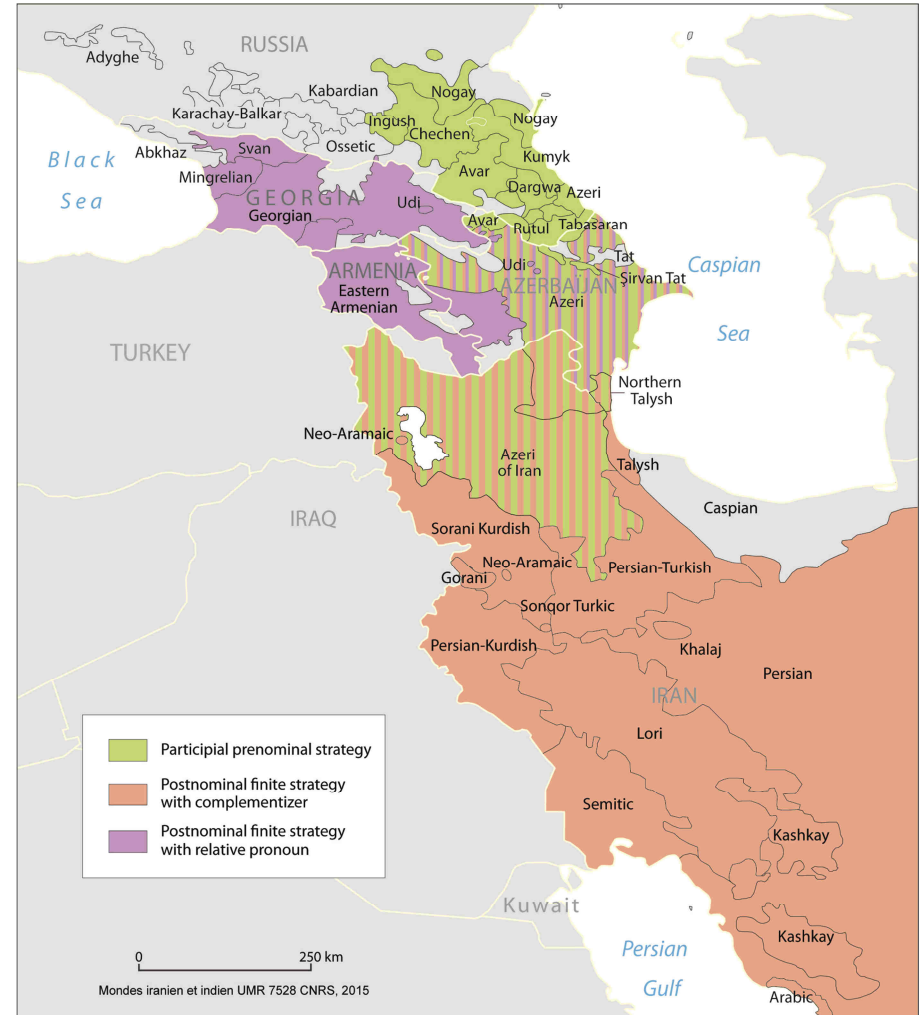 RUSSIA
Adyghe
Kabardian
Nogay
Karachay-Balkar
Nogay
Ingush
Chechen
Abkhaz
Svan
Ossetic
Black
Sea
Kumyk
Mingrelian
Avar
Dargwa
Azeri
GEORGIA
Udi
Georgian
Avar
Rutul
Tabasaran
Tat
Udi
Caspian
Sea
ARMENIA
Şirvan Tat
AZERBAIJAN
Eastern
Armenian
Azeri
TURKEY
Northern
Talysh
Neo-Aramaic
Azeri
of Iran
Talysh
Caspian
IRAQ
Sorani Kurdish
Neo-Aramaic
Persian-Turkish
Gorani
Sonqor Turkic
Persian-Kurdish
Khalaj
Persian
IRAN
Lori
Participial prenominal strategy
Postnominal finite strategy
with complementizer
Postnominal finite strategy
with relative pronoun
Semitic
Kashkay
Kuwait
Kashkay
Persian
Gulf
Arabic
0
250 km
Mondes iranien et indien UMR 7528 CNRS, 2015